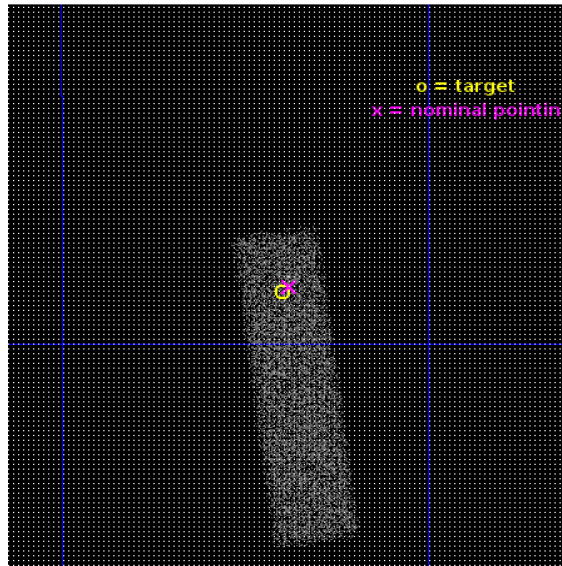 o = target
x = nominal pointin